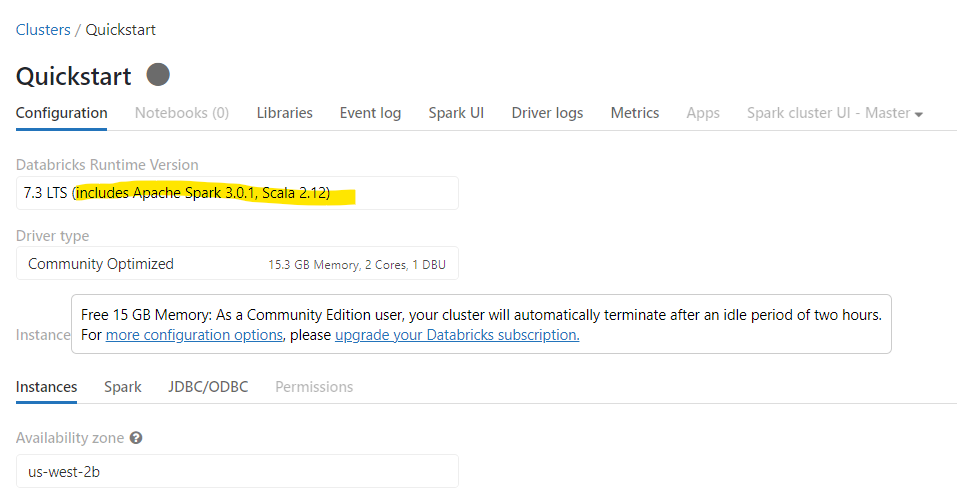 Clusters / Quickstart
Quickstart
Configuration Notebooks (0) Libraries Event log Spark UI Driver logs Metrics Apps Spark cluster UI - Master
Databricks Runtime Version
7.3 LTS (includes Apache Spark 3.0.1, Scala 2.12)
Driver type
Community Optimized 15.3 GB Memory, 2 Cores, 1 DBU
Free 15 GB Memory: As a Community Edition user, your cluster will automatically terminate after an idle period of two hours.
Instance For more configuration options, please upgrade your Databricks subscription.
Instances Spark JDBC/ODBC Permissions
Availability zone ?
us-west-2b